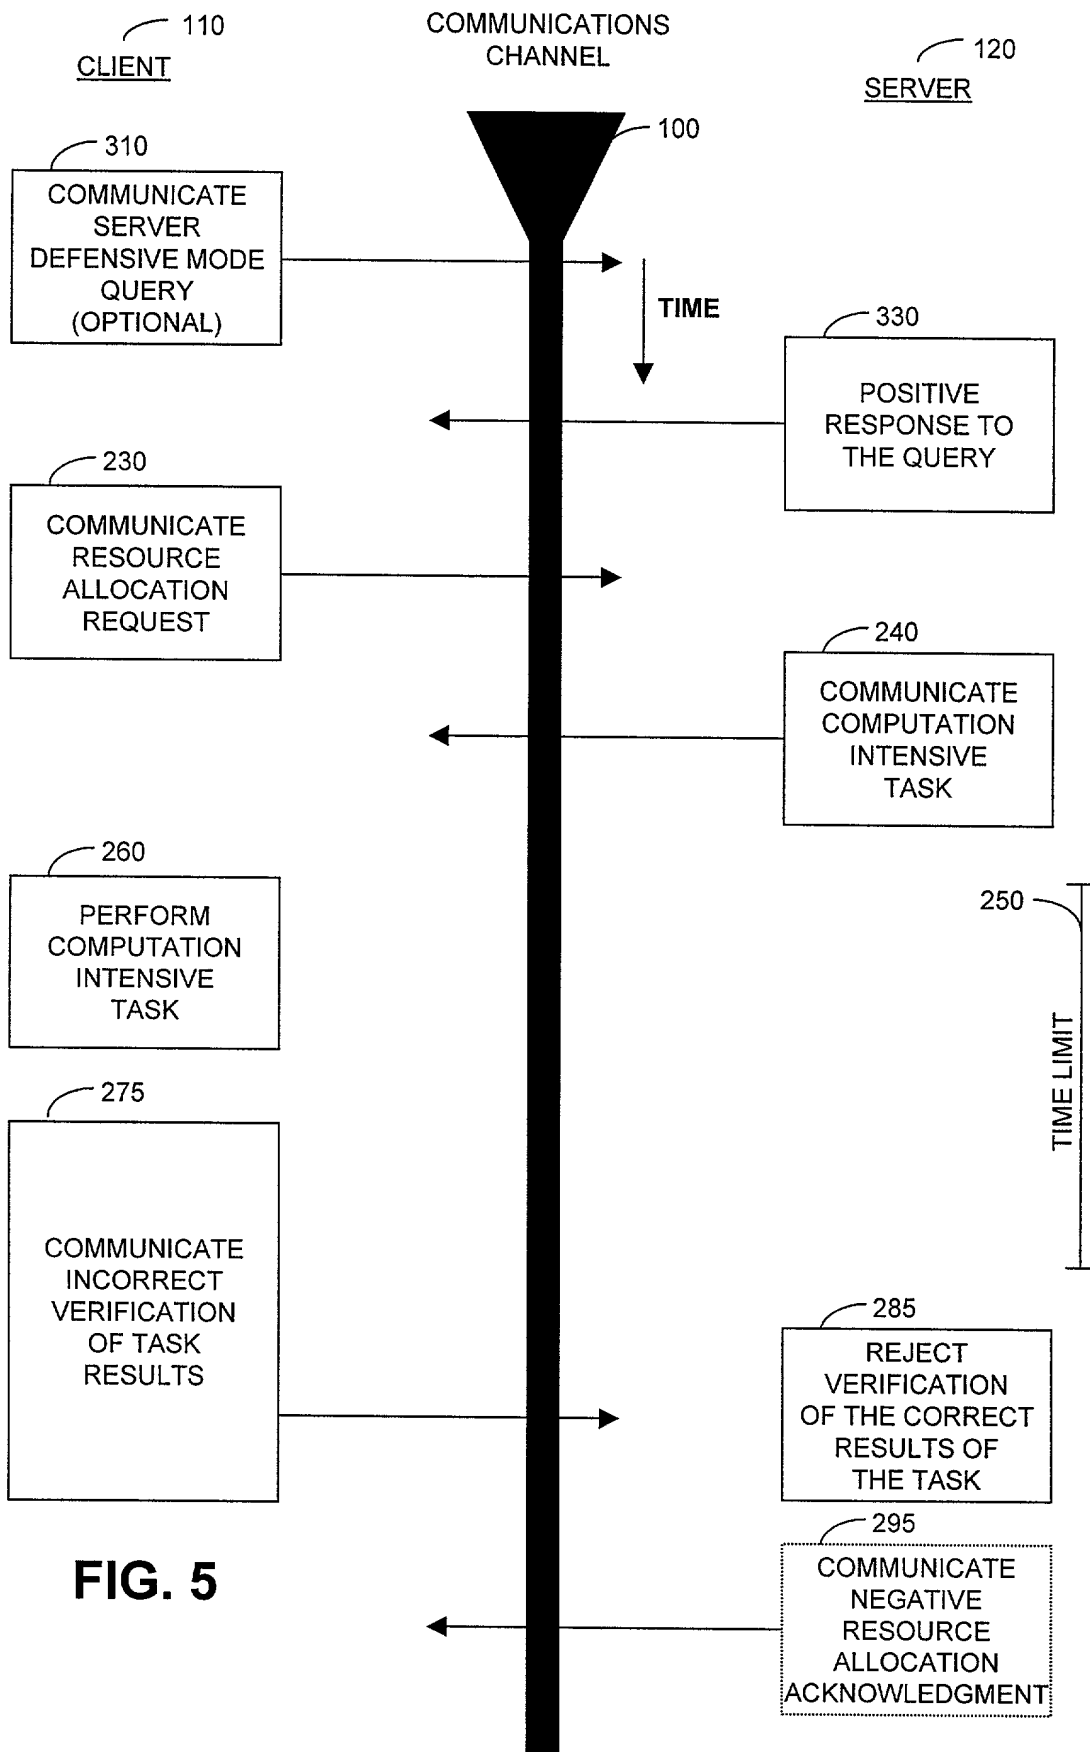 110
CLIENT
COMMUNICATIONS
CHANNEL
120
SERVER
100
310
COMMUNICATE
SERVER
DEFENSIVE MODE
QUERY
(OPTIONAL)
TIME
330
POSITIVE
RESPONSE TO
THE QUERY
230
COMMUNICATE
RESOURCE
ALLOCATION
REQUEST
240
COMMUNICATE
COMPUTATION
INTENSIVE
TASK
260
PERFORM
COMPUTATION
INTENSIVE
TASK
250
TIME LIMIT
275
COMMUNICATE
INCORRECT
VERIFICATION
OF TASK
RESULTS
285
REJECT
VERIFICATION
OF THE CORRECT
RESULTS OF
THE TASK
295
COMMUNICATE
NEGATIVE
RESOURCE
ALLOCATION
ACKNOWLEDGMENT
FIG. 5